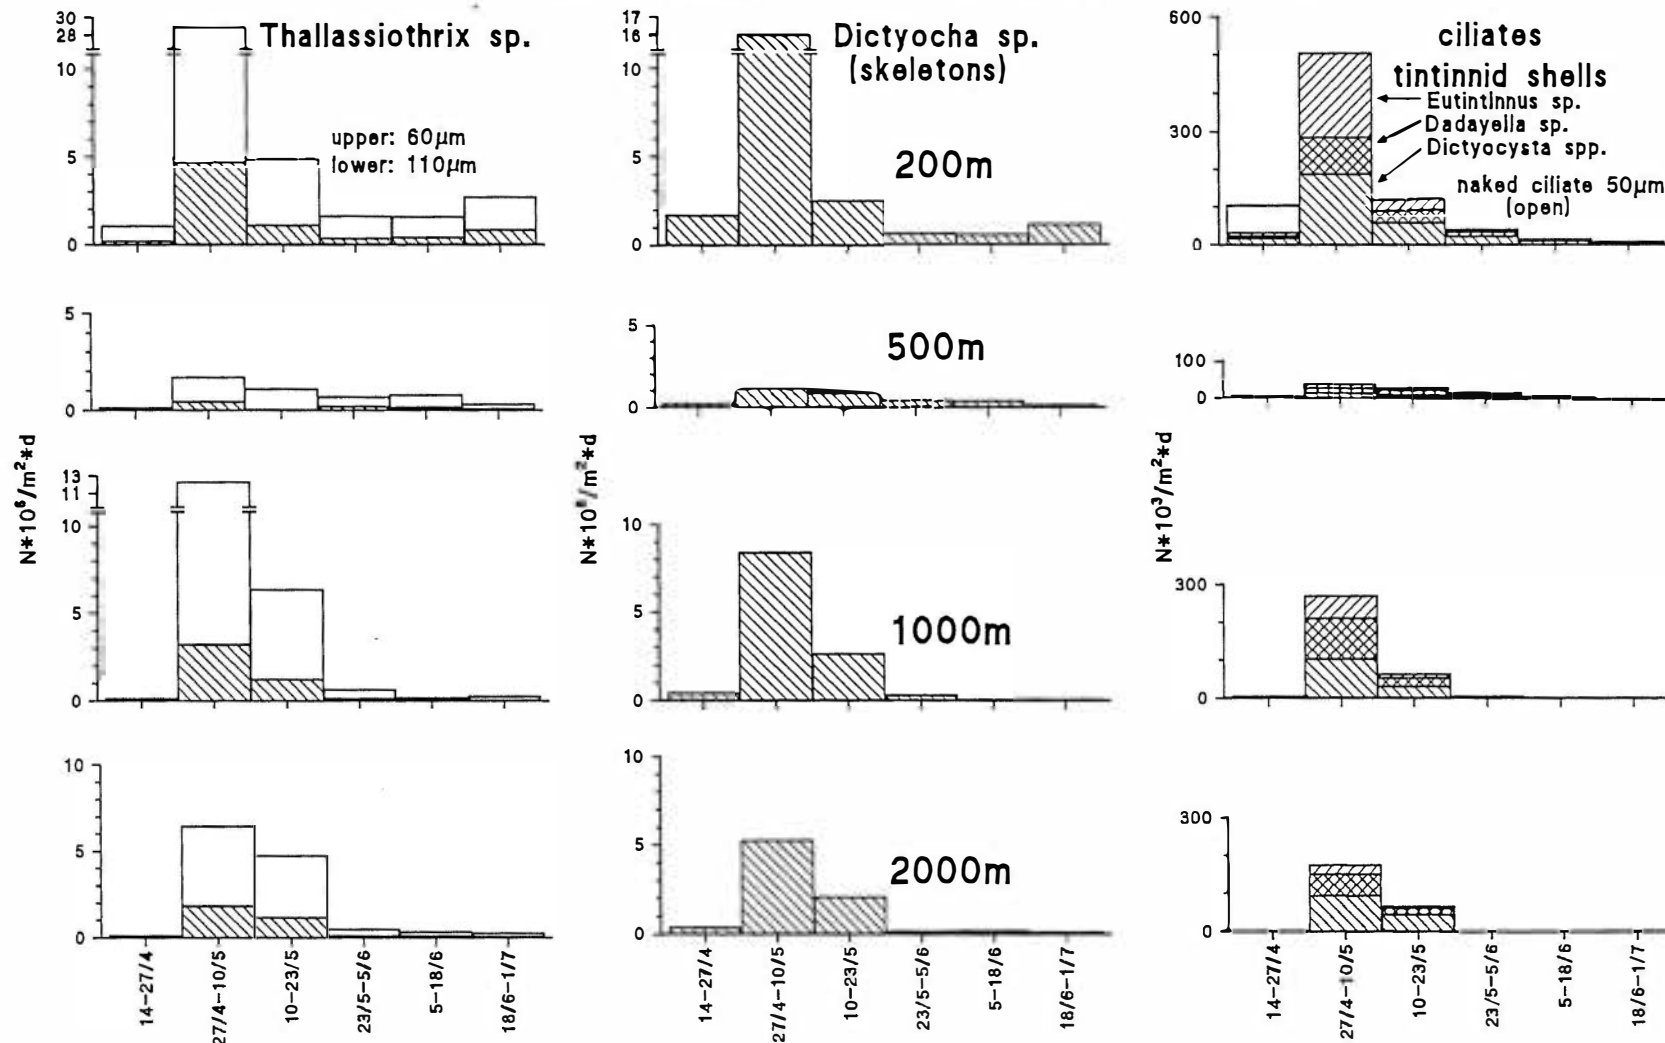 Thallassiothrix sp.
upper: 60µm
lower: 110µm
30
28
10
5
0
Dictyocha sp.
(skeletons)
200m
17
16
10
5
0
ciliates
tintinnid shells
Eutintinnus sp.
Dadayella sp.
Dictyocysta spp.
naked ciliate 50µm
(open)
600
300
0
5
0
500m
5
0
100
0
N*10⁶/m²*d
13
11
10
5
0
N*10⁶/m²*d
1000m
10
5
0
N*10³/m²*d
300
0
10
5
0
2000m
10
5
0
300
0
14-27/4
27/4-10/5
10-23/5
23/5-5/6
5-18/6
18/6-1/7
14-27/4
27/4-10/5
10-23/5
23/5-5/6
5-18/6
18/6-1/7
14-27/4
27/4-10/5
10-23/5
23/5-5/6
5-18/6
18/6-1/7